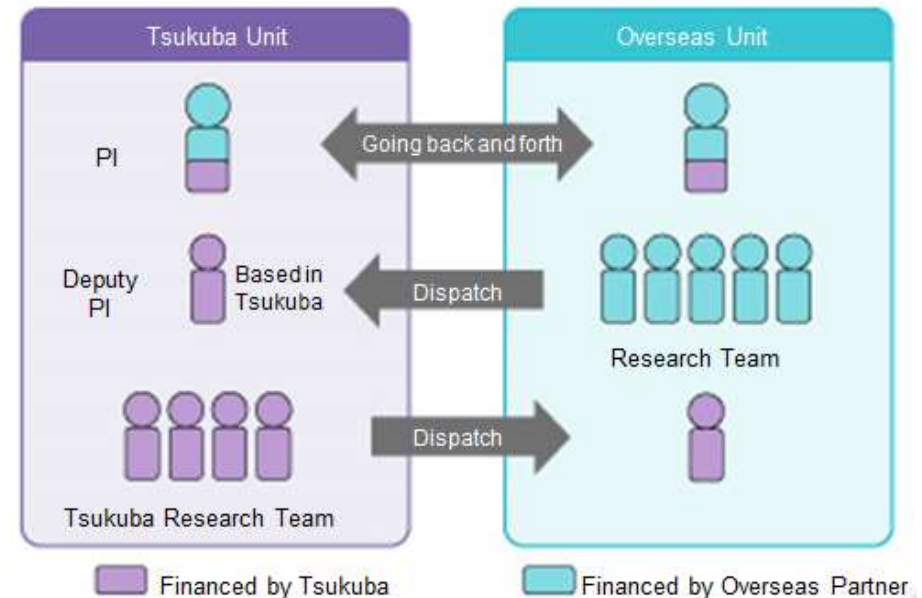 Tsukuba Unit
Overseas Unit
PI
Going back and forth
Deputy
PI
Based in
Tsukuba
Dispatch
Research Team
Dispatch
Tsukuba Research Team
Financed by Tsukuba
Financed by Overseas Partner